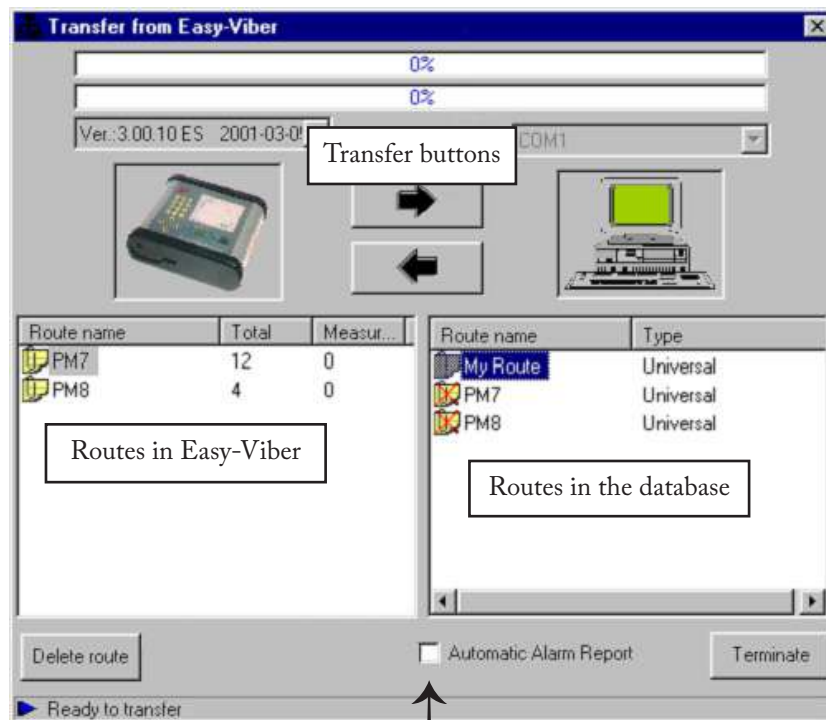 Transfer from Easy-Viber
0%
0%
Ver.:3.00.10 ES 2001-03-0
Transfer buttons
COM1
Route name Total Measur...
PM7 12 0
PM8 4 0
Routes in Easy-Viber
Route name Type
My Route Universal
PM7 Universal
PM8 Universal
Routes in the database
Delete route
Automatic Alarm Report
Terminate
Ready to transfer